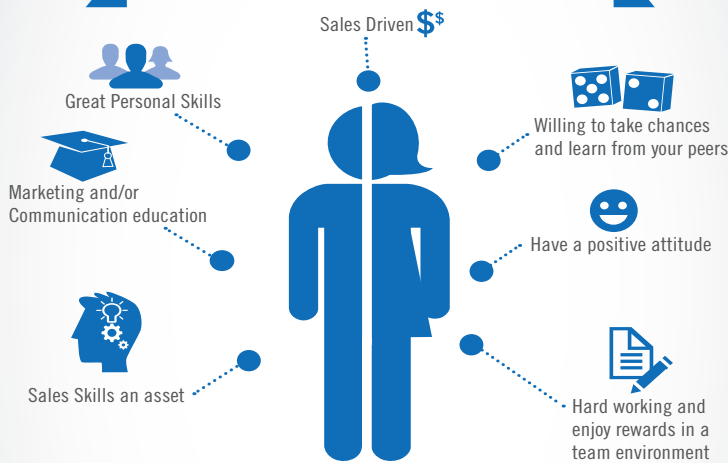 Sales Driven $$
Great Personal Skills
Willing to take chances
and learn from your peers
Marketing and/or
Communication education
Have a positive attitude
Sales Skills an asset
Hard working and
enjoy rewards in a
team environment